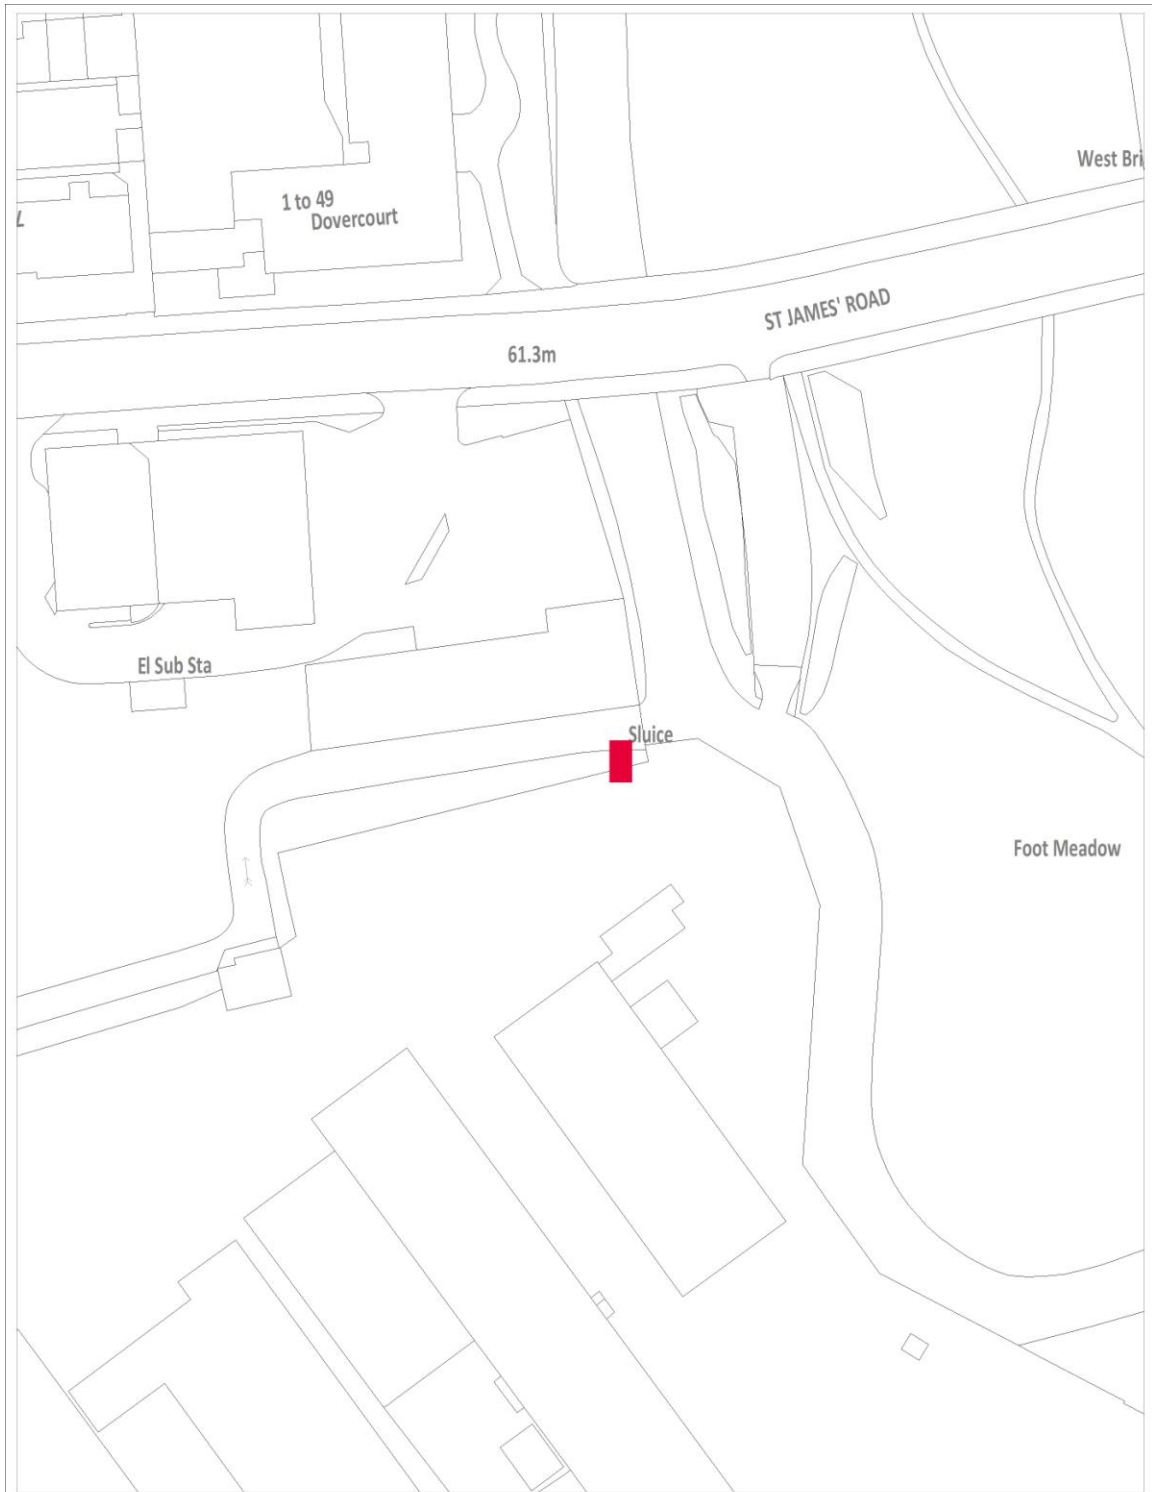 West Bri
1 to 49
Dovercourt
ST JAMES' ROAD
61.3m
El Sub Sta
Sluice
Foot Meadow